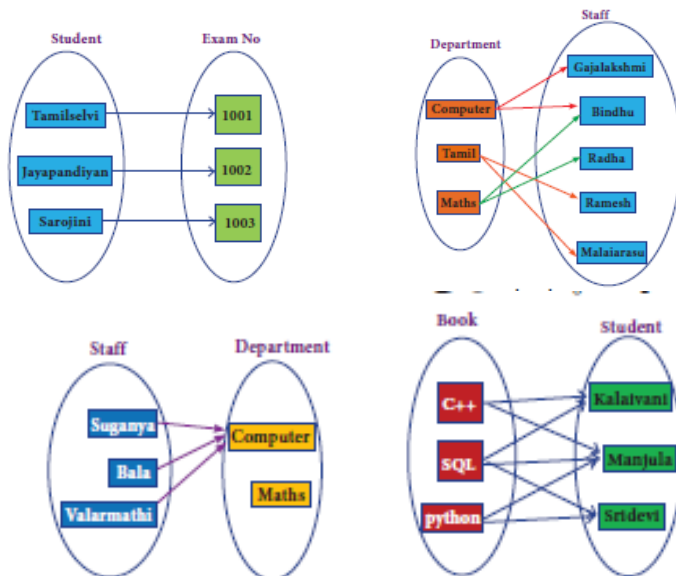 Student
Exam No
Tamilselvi
1001
Jayapandiyan
1002
Sarojini
1003
Department
Staff
Computer
Gajalakshmi
Bindhu
Tamil
Radha
Maths
Ramesh
Malaiarasu
Staff
Department
Suganya
Computer
Bala
Maths
Valarmathi
Book
Student
C++
Kalaivani
SQL
Manjula
python
Sridevi